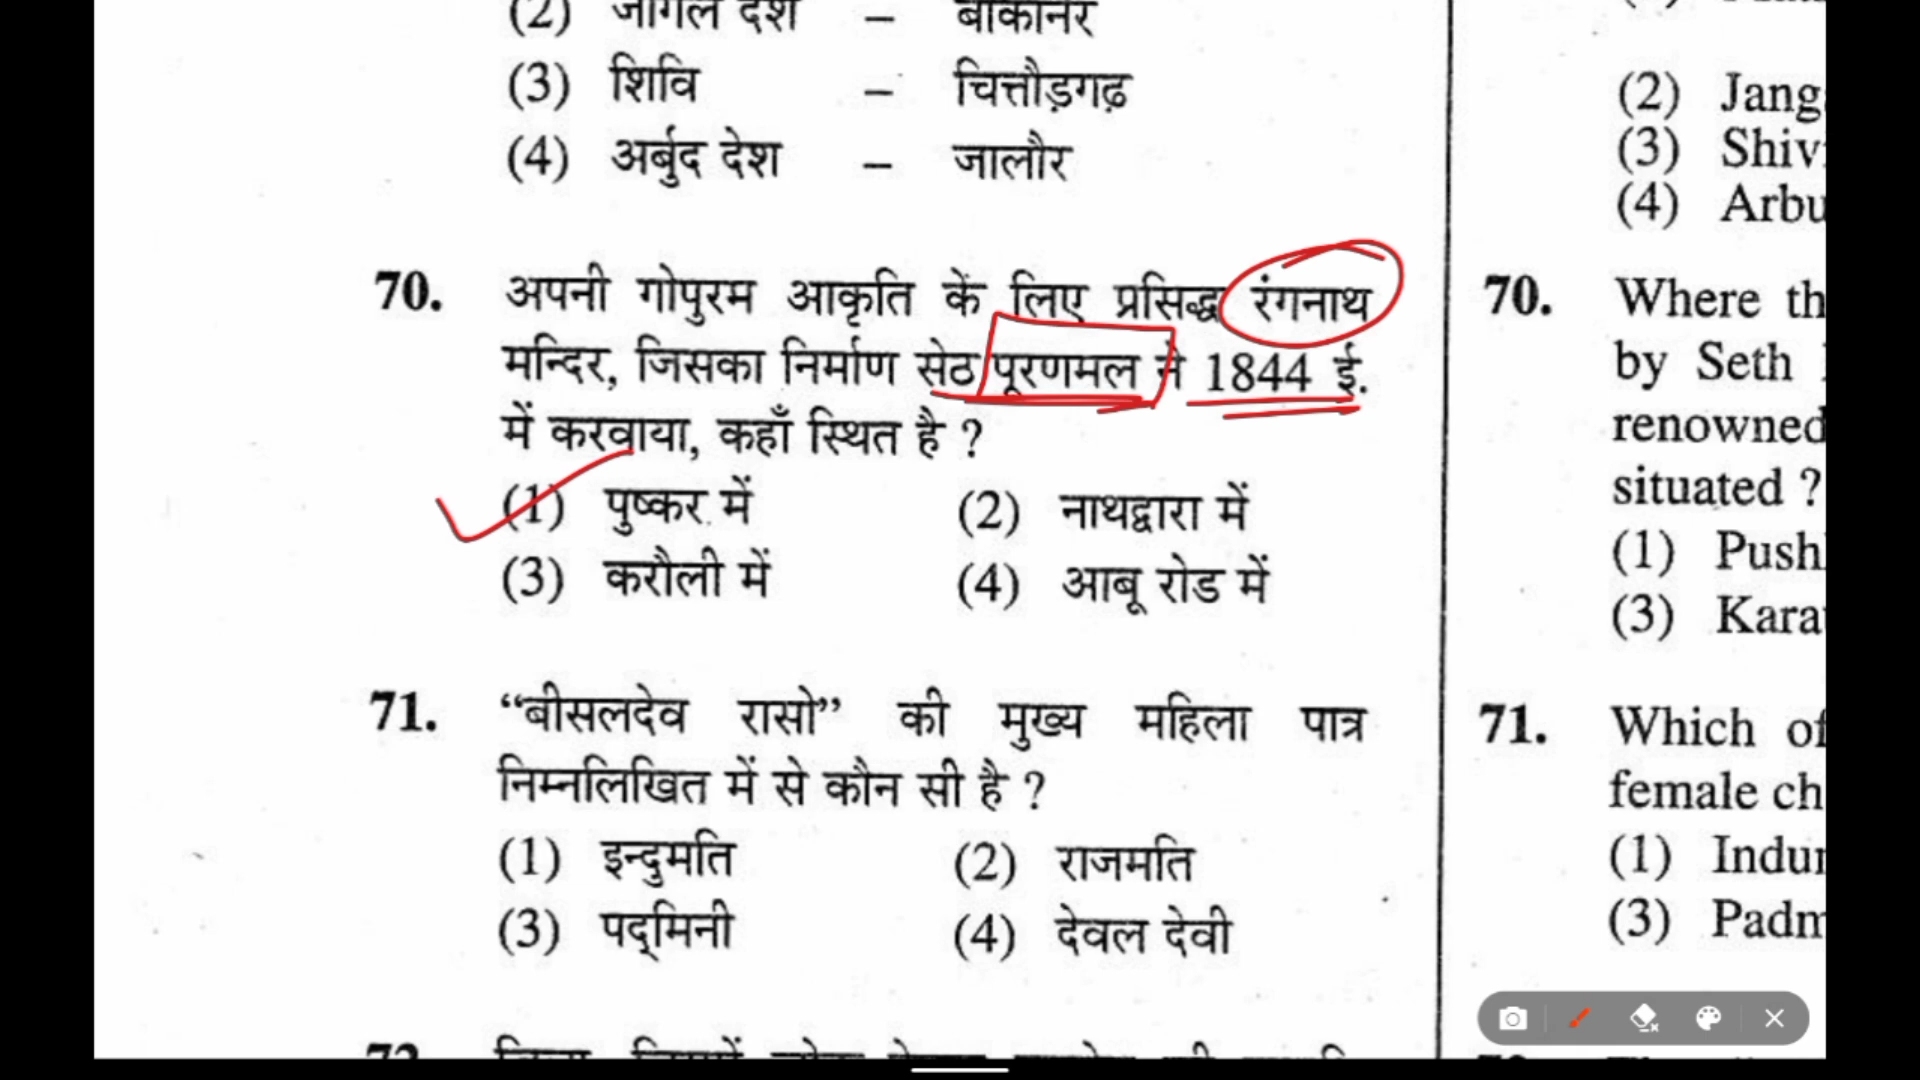 (2) जांगल देश – बीकानेर
(3) शिवि – चित्तौड़गढ़
(4) अर्बुद देश – जालौर
70. अपनी गोपुरम आकृति के लिए प्रसिद्ध रंगनाथ
मन्दिर, जिसका निर्माण सेठ पूरणमल ने 1844 ई.
में करवाया, कहाँ स्थित है ?
(1) पुष्कर में (2) नाथद्वारा में
(3) करौली में (4) आबू रोड में
71. “बीसलदेव रासो” की मुख्य महिला पात्र
निम्नलिखित में से कौन सी है ?
(1) इन्दुमति (2) राजमति
(3) पद्मिनी (4) देवल देवी
(2) Jang
(3) Shiv
(4) Arbu
70. Where th
by Seth
renowned
situated ?
(1) Push
(3) Kara
71. Which of
female ch
(1) Indu
(3) Padm